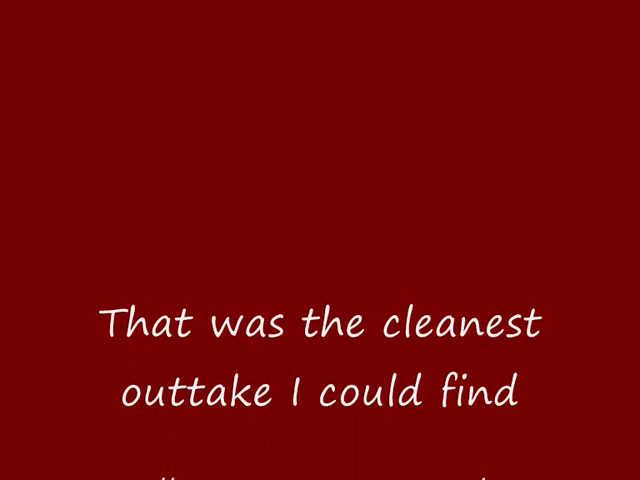 That was the cleanest
outtake I could find